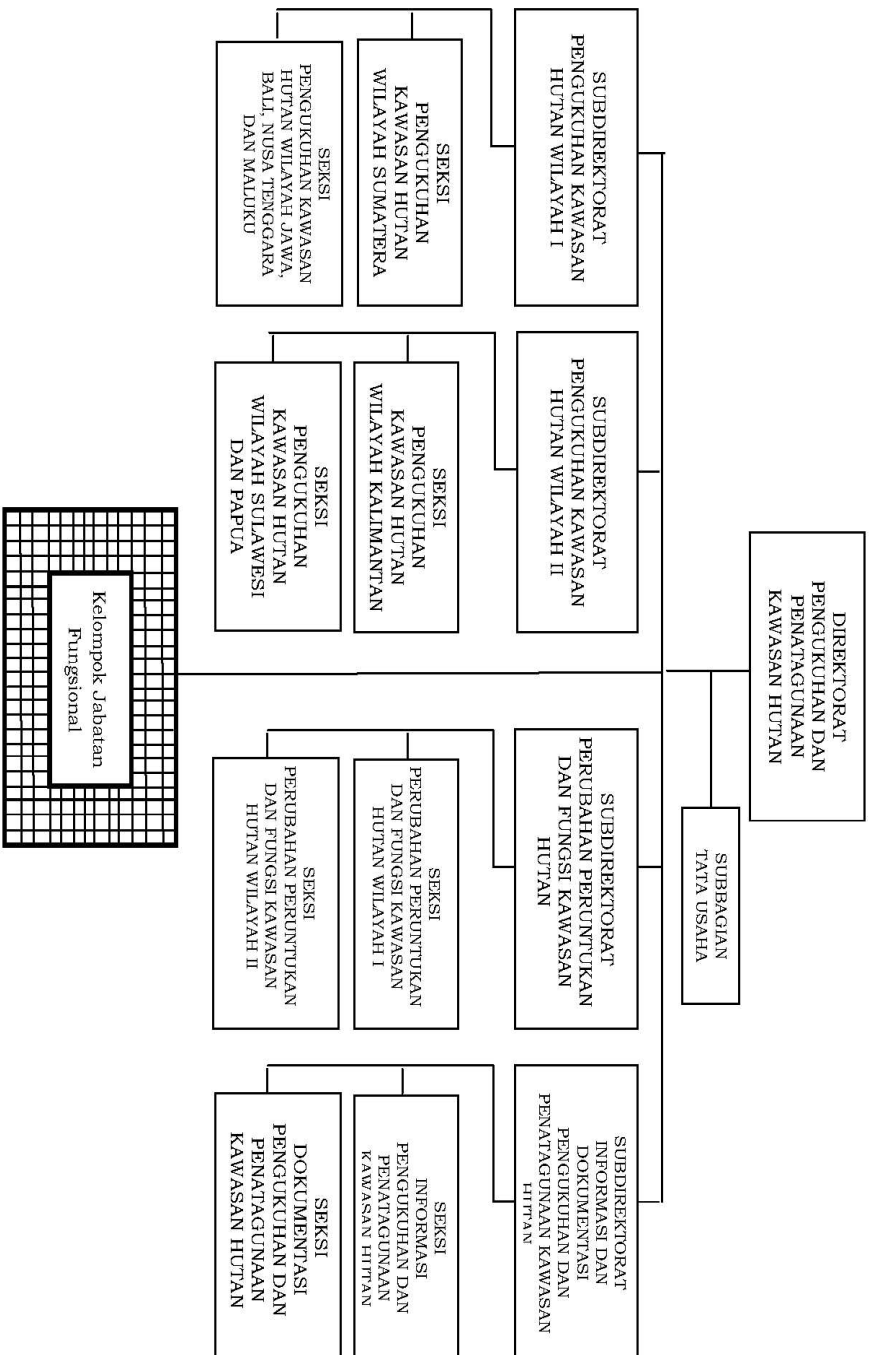 DIREKTORAT
PENGUKUHAN DAN
PENATAGUNAAN
KAWASAN HUTAN
SUBBAGIAN
TATA USAHA
SUBDIREKTORAT
PENGUKUHAN KAWASAN
HUTAN WILAYAH I
SEKSI
PENGUKUHAN
KAWASAN HUTAN
WILAYAH SUMATERA
SEKSI
PENGUKUHAN KAWASAN
HUTAN WILAYAH JAWA,
BALI, NUSA TENGGARA
DAN MALUKU
SUBDIREKTORAT
PENGUKUHAN KAWASAN
HUTAN WILAYAH II
SEKSI
PENGUKUHAN
KAWASAN HUTAN
WILAYAH KALIMANTAN
SEKSI
PENGUKUHAN
KAWASAN HUTAN
WILAYAH SULAWESI
DAN PAPUA
SUBDIREKTORAT
PERUBAHAN PERUNTUKAN
DAN FUNGSI KAWASAN
HUTAN
SEKSI
PERUBAHAN PERUNTUKAN
DAN FUNGSI KAWASAN
HUTAN WILAYAH I
SEKSI
PERUBAHAN PERUNTUKAN
DAN FUNGSI KAWASAN
HUTAN WILAYAH II
SUBDIREKTORAT
INFORMASI DAN
DOKUMENTASI
PENGUKUHAN DAN
PENATAGUNAAN KAWASAN
HUTAN
SEKSI
INFORMASI
PENGUKUHAN DAN
PENATAGUNAAN
KAWASAN HUTAN
SEKSI
DOKUMENTASI
PENGUKUHAN DAN
PENATAGUNAAN
KAWASAN HUTAN
Kelompok Jabatan
Fungsional